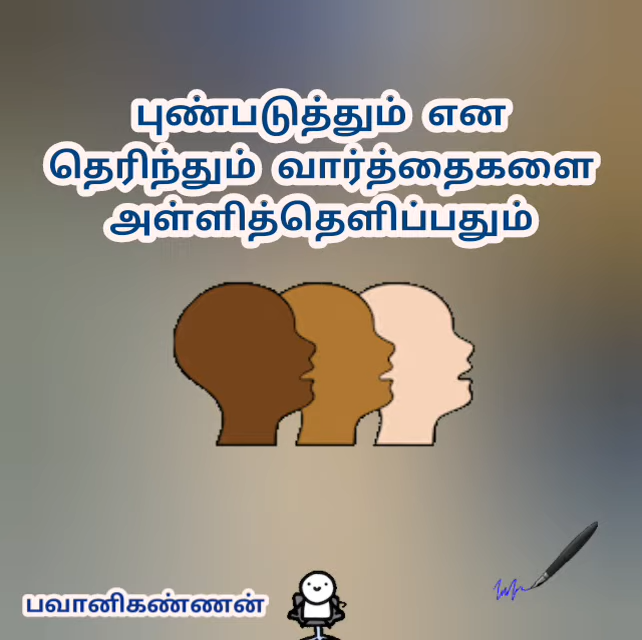 புண்படுத்தும் என
தெரிந்தும் வார்த்தைகளை
அள்ளித்தெளிப்பதும்
பவானிகண்ணன்